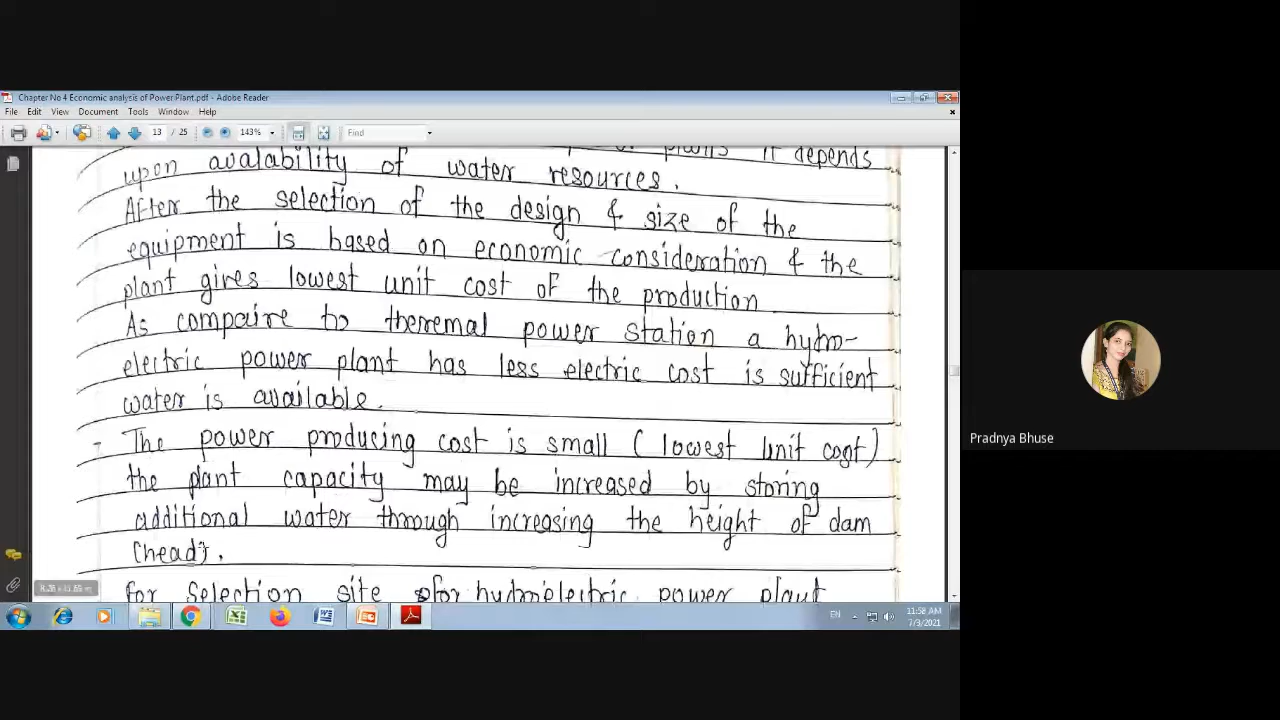 Chapter No 4 Economic analysis of Power Plant.pdf - Adobe Reader
File Edit View Document Tools Window Help
13 / 25 143% Find
plants it depends
upon avalability of water resources.
After the selection of the design & size of the
equipment is based on economic consideration & the
plant gives lowest unit cost of the production
As compaire to theremal power station a hydro-
electric power plant has less electric cost is sufficient
water is available.
- The power producing cost is small (lowest unit cost)
the plant capacity may be increased by storing
additional water through increasing the height of dam
(head).
for selection site for hydroelectric power plant
EN 11:58 AM
7/3/2021
Pradnya Bhuse